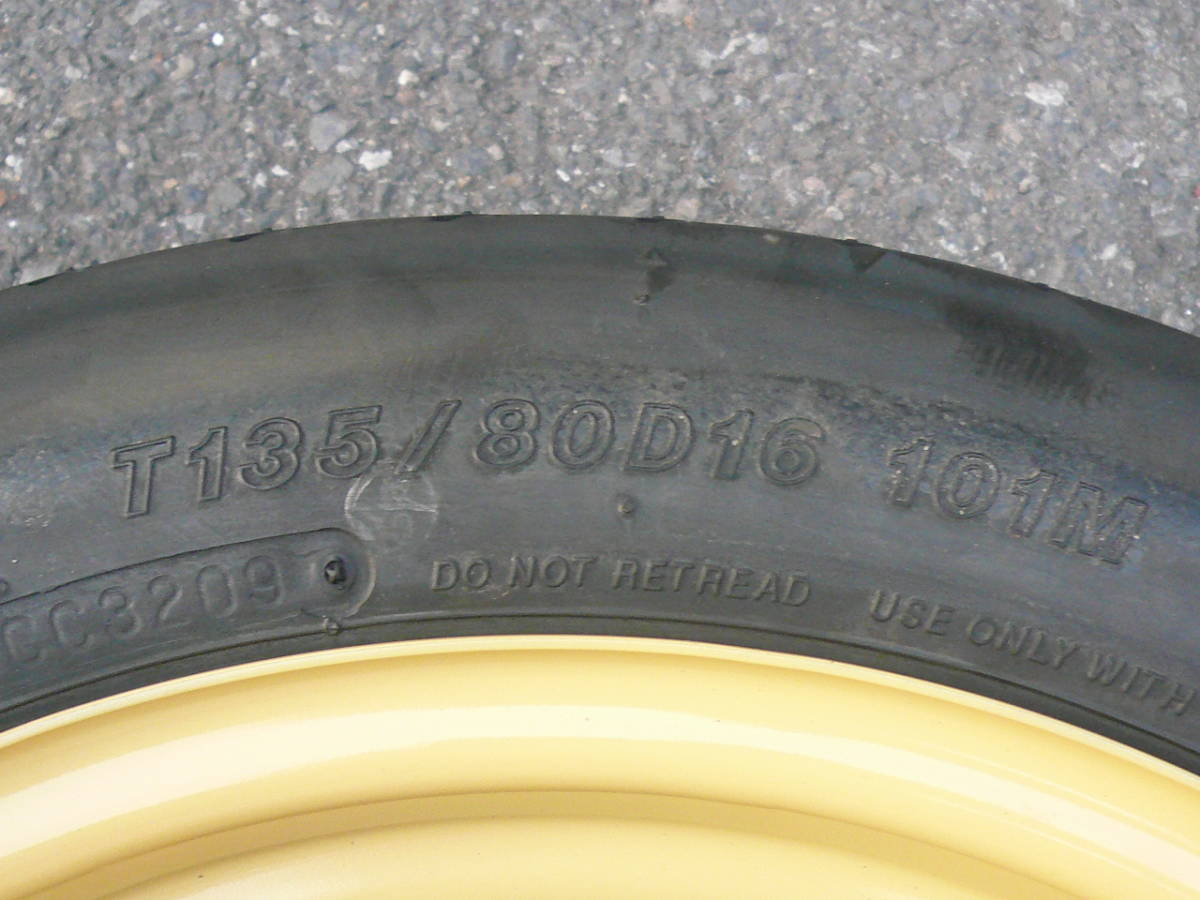 T135/80D16 101M
CC3209
DO NOT RETREAD USE ONLY WITH